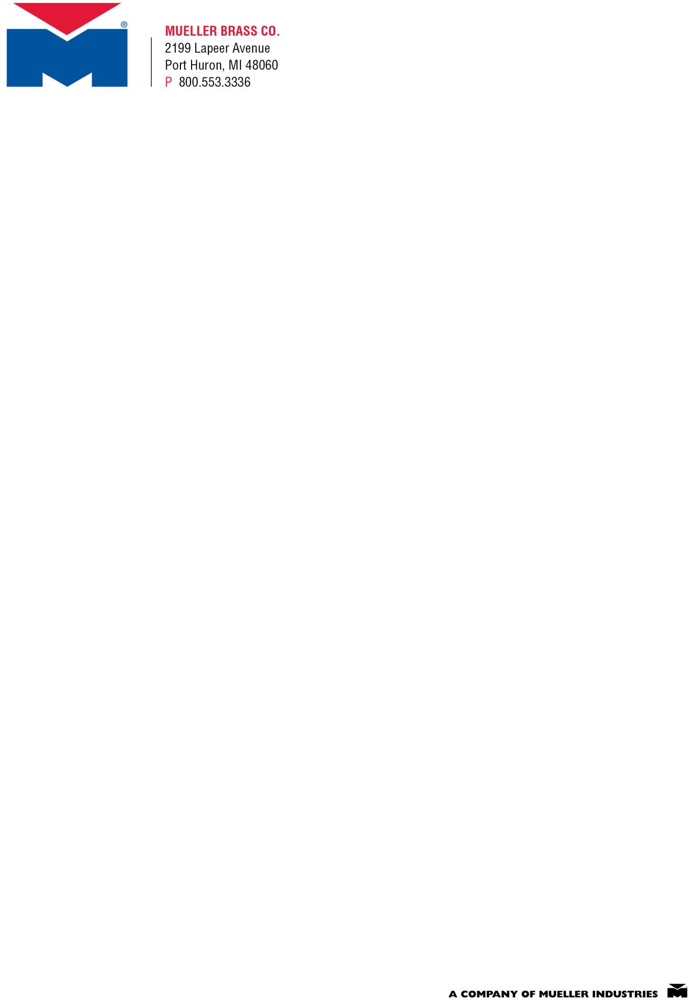 ®
MUELLER BRASS CO.
2199 Lapeer Avenue
Port Huron, MI 48060
P 800.553.3336
A COMPANY OF MUELLER INDUSTRIES